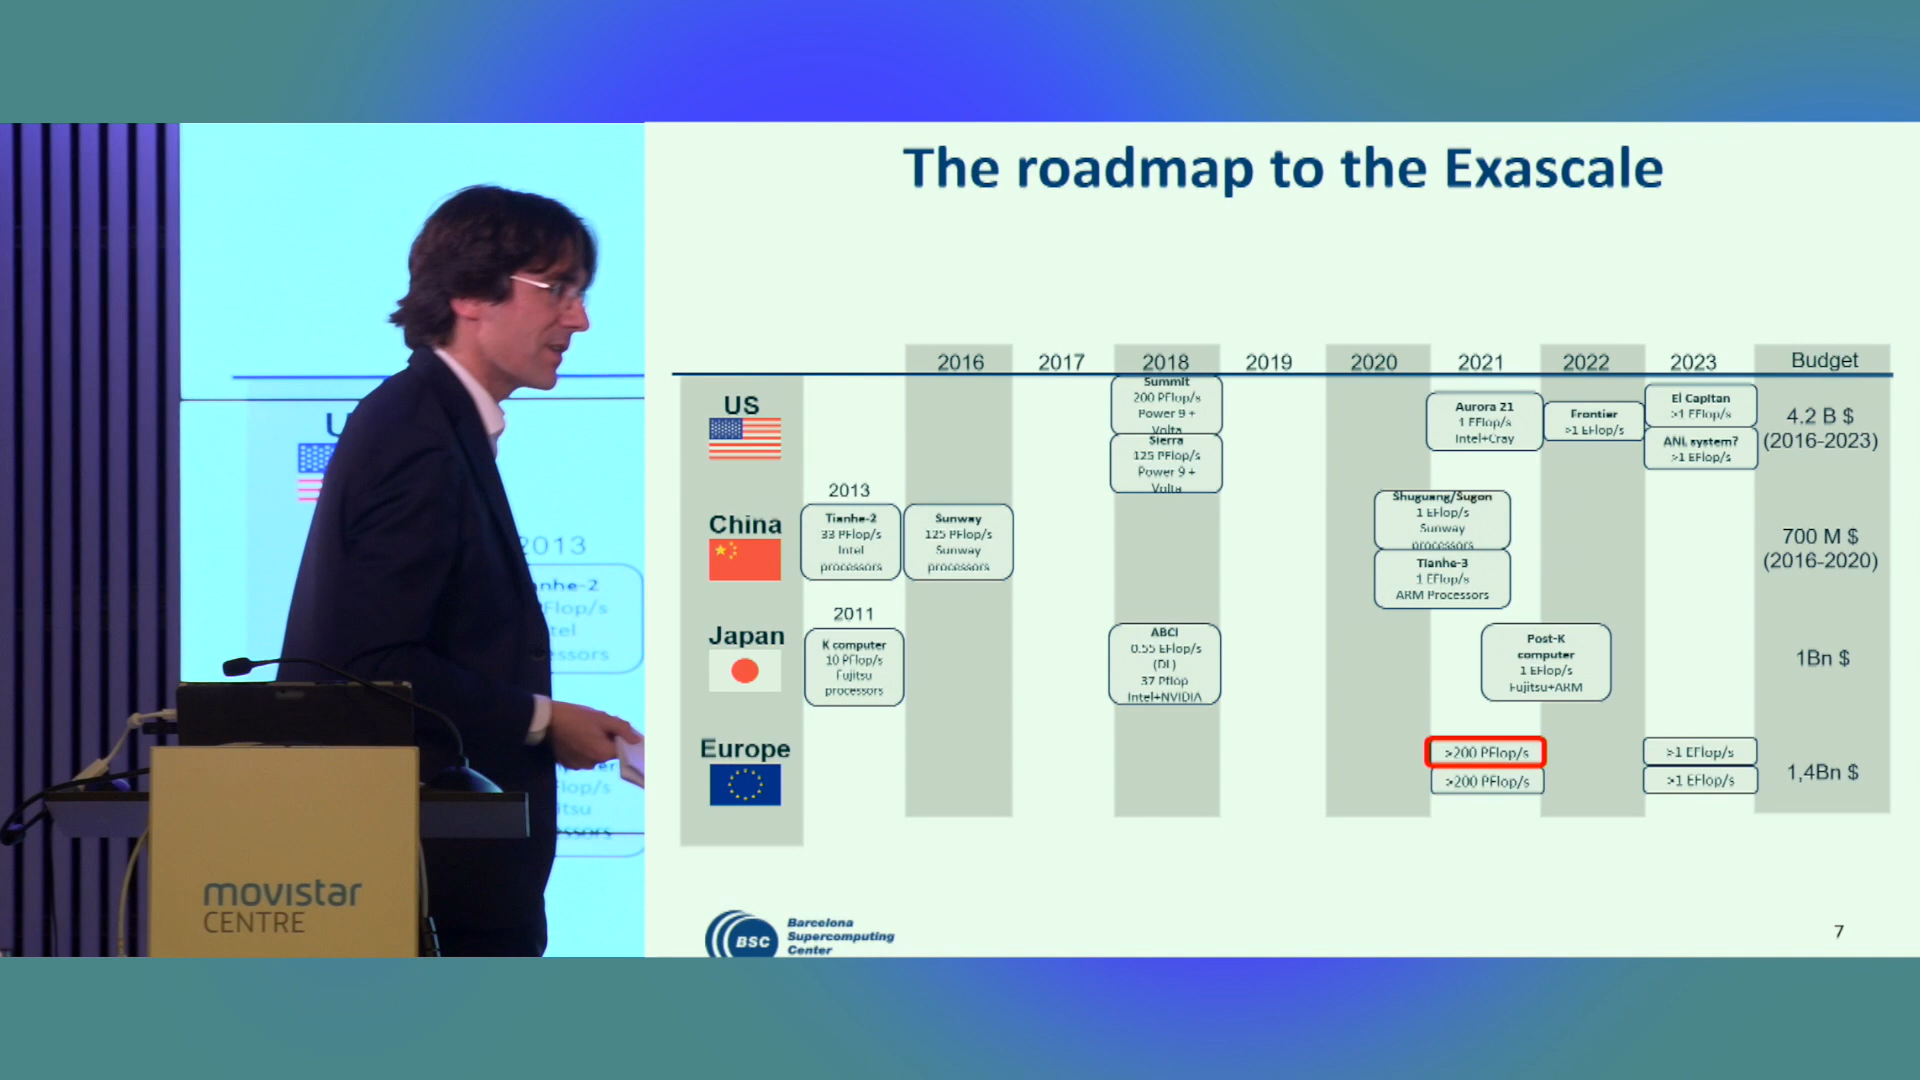 The roadmap to the Exascale
2016 2017 2018 2019 2020 2021 2022 2023 Budget
US
Summit
200 PFlop/s
Power 9 +
Volta
Sierra
125 PFlop/s
Power 9 +
Volta
Aurora 21
1 EFlop/s
Intel+Cray
Frontier
>1 EFlop/s
El Capitan
>1 EFlop/s
ANL system?
>1 EFlop/s
4.2 B $
(2016-2023)
China
2013
Tianhe-2
33 PFlop/s
Intel
processors
Sunway
125 PFlop/s
Sunway
processors
Shuguang/Sugon
1 EFlop/s
Sunway
processors
Tianhe-3
1 EFlop/s
ARM Processors
700 M $
(2016-2020)
Japan
2011
K computer
10 PFlop/s
Fujitsu
processors
ABCI
0.55 EFlop/s
(DL)
37 Pflop
Intel+NVIDIA
Post-K
computer
1 EFlop/s
Fujitsu+ARM
1Bn $
Europe
>200 PFlop/s
>200 PFlop/s
>1 EFlop/s
>1 EFlop/s
1,4Bn $
BSC
Barcelona
Supercomputing
Center
7
2013
movistar
CENTRE